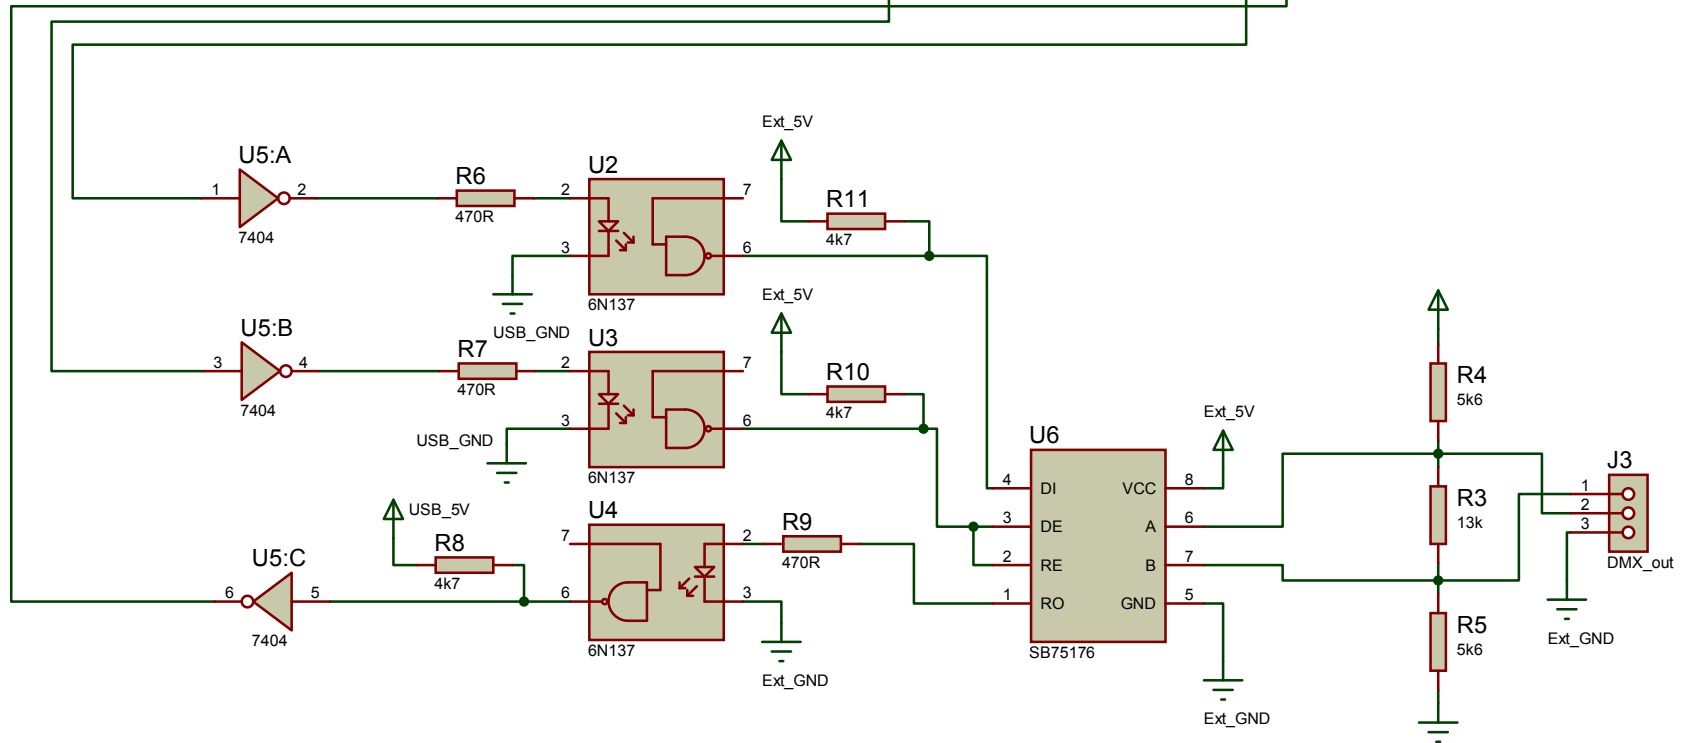 Ext_5V
U5:A
1
2
7404
R6
470R
U2
2
3
7
6
6N137
USB_GND
R11
4k7
Ext_5V
U5:B
3
4
7404
R7
470R
U3
2
3
7
6
6N137
USB_GND
R10
4k7
USB_5V
R8
4k7
U5:C
6
5
7404
U4
7
6
2
3
6N137
R9
470R
Ext_GND
U6
4
DI
3
DE
2
RE
1
RO
VCC
8
A
6
B
7
GND
5
SB75176
Ext_5V
Ext_GND
R4
5k6
R3
13k
R5
5k6
J3
1
2
3
DMX_out
Ext_GND